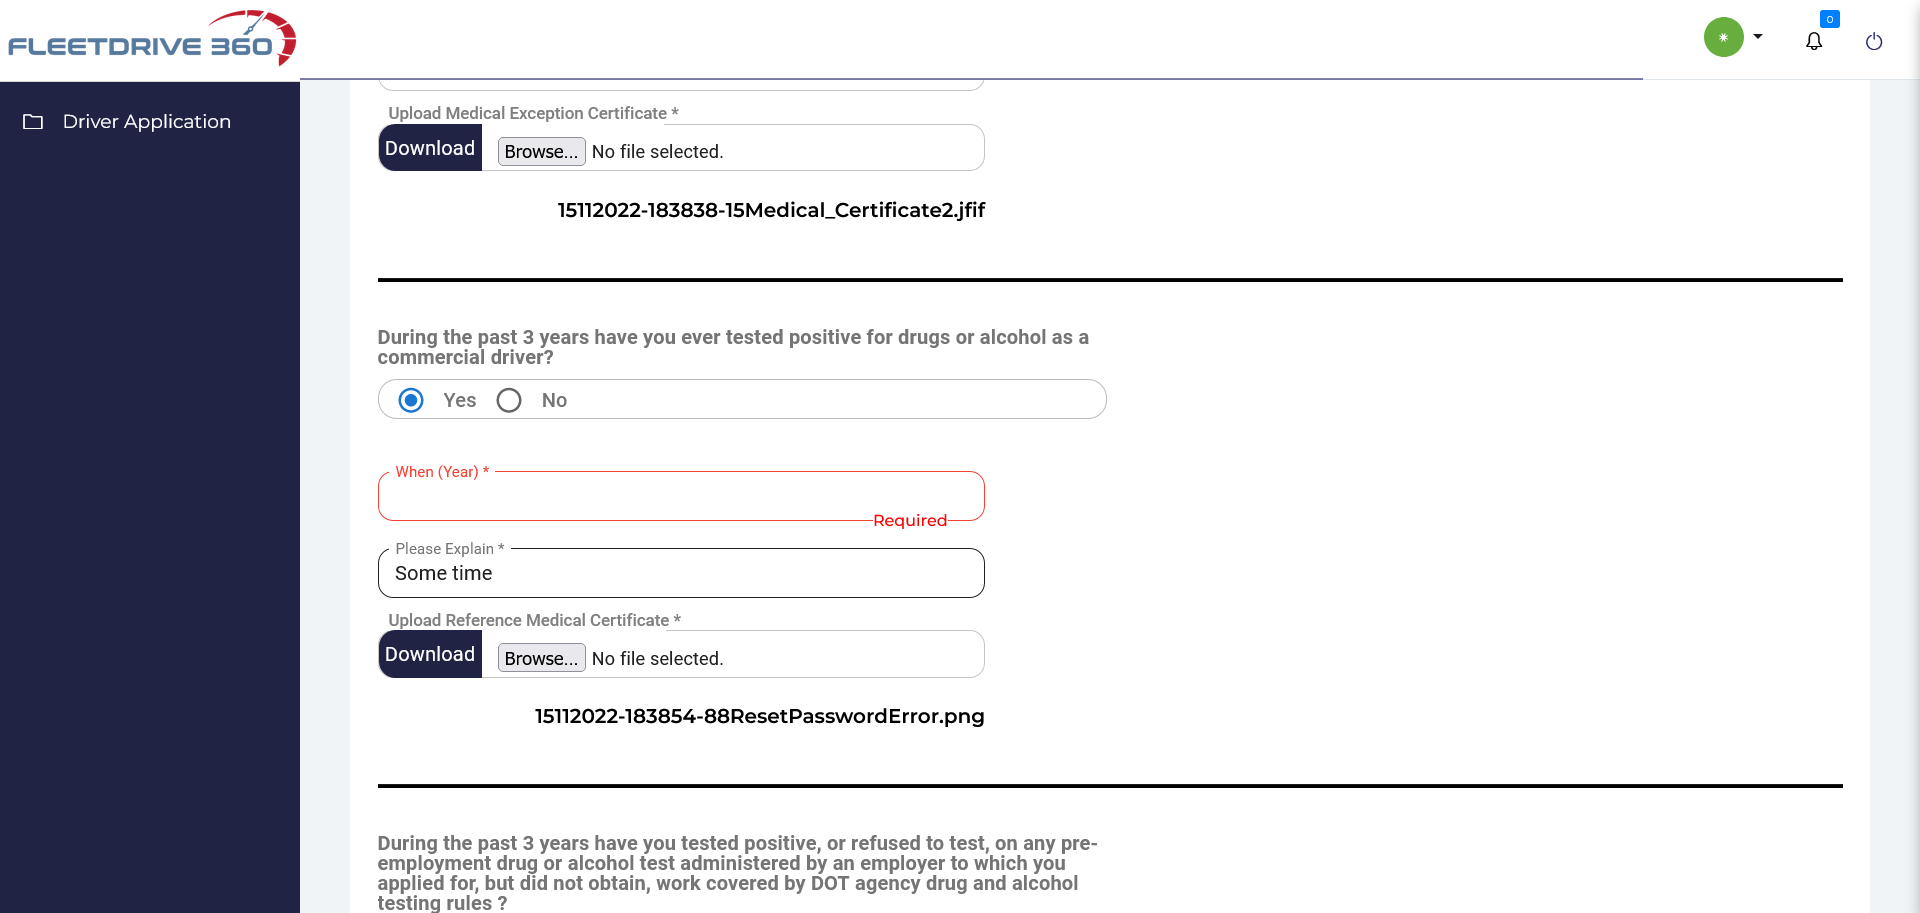 FLEETDRIVE 360
0
Driver Application
Upload Medical Exception Certificate *
Download Browse... No file selected.
15112022-183838-15Medical_Certificate2.jfif
During the past 3 years have you ever tested positive for drugs or alcohol as a
commercial driver?
Yes No
When (Year) *
Required
Please Explain *
Some time
Upload Reference Medical Certificate *
Download Browse... No file selected.
15112022-183854-88ResetPasswordError.png
During the past 3 years have you tested positive, or refused to test, on any pre-
employment drug or alcohol test administered by an employer to which you
applied for, but did not obtain, work covered by DOT agency drug and alcohol
testing rules ?